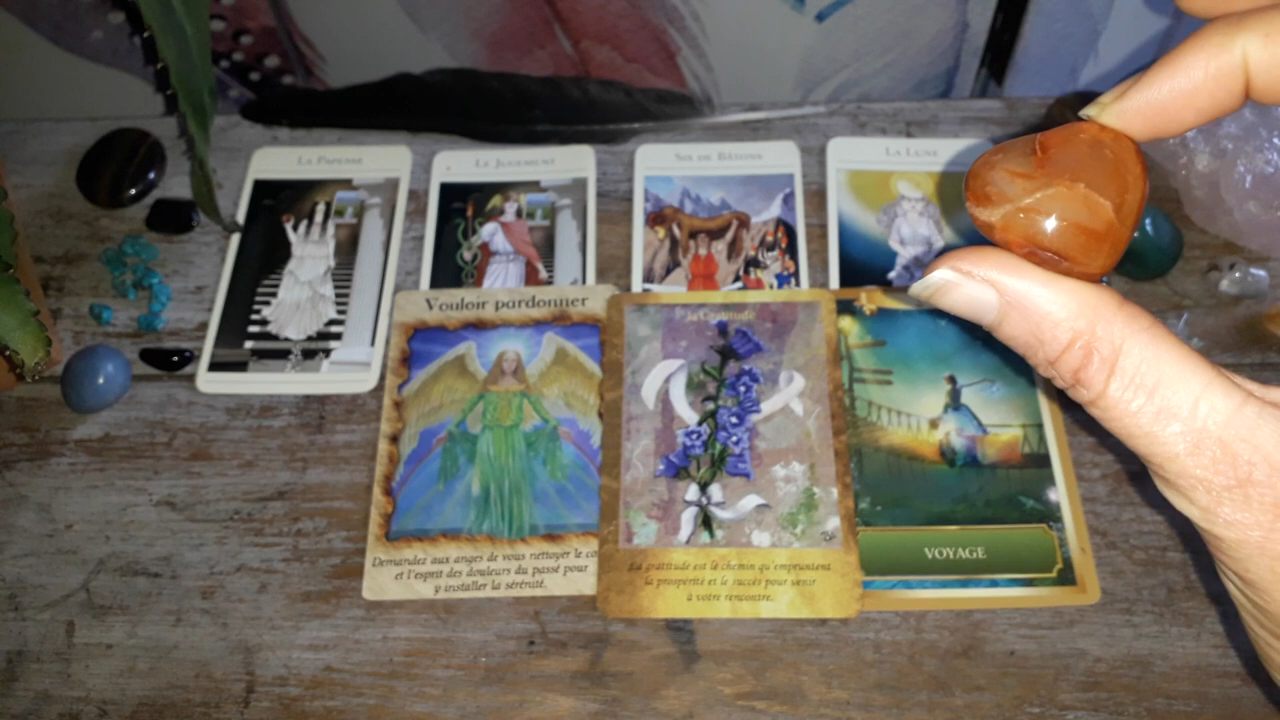 La Papesse
Le Jugement
Six de Bâtons
La Lune
Vouloir pardonner
Demandez aux anges de vous nettoyer le co
et l'esprit des douleurs du passé pour
y installer la sérénité.
la Gratitude
La gratitude est le chemin qu'empruntent
la prospérité et le succès pour venir
à votre rencontre.
VOYAGE